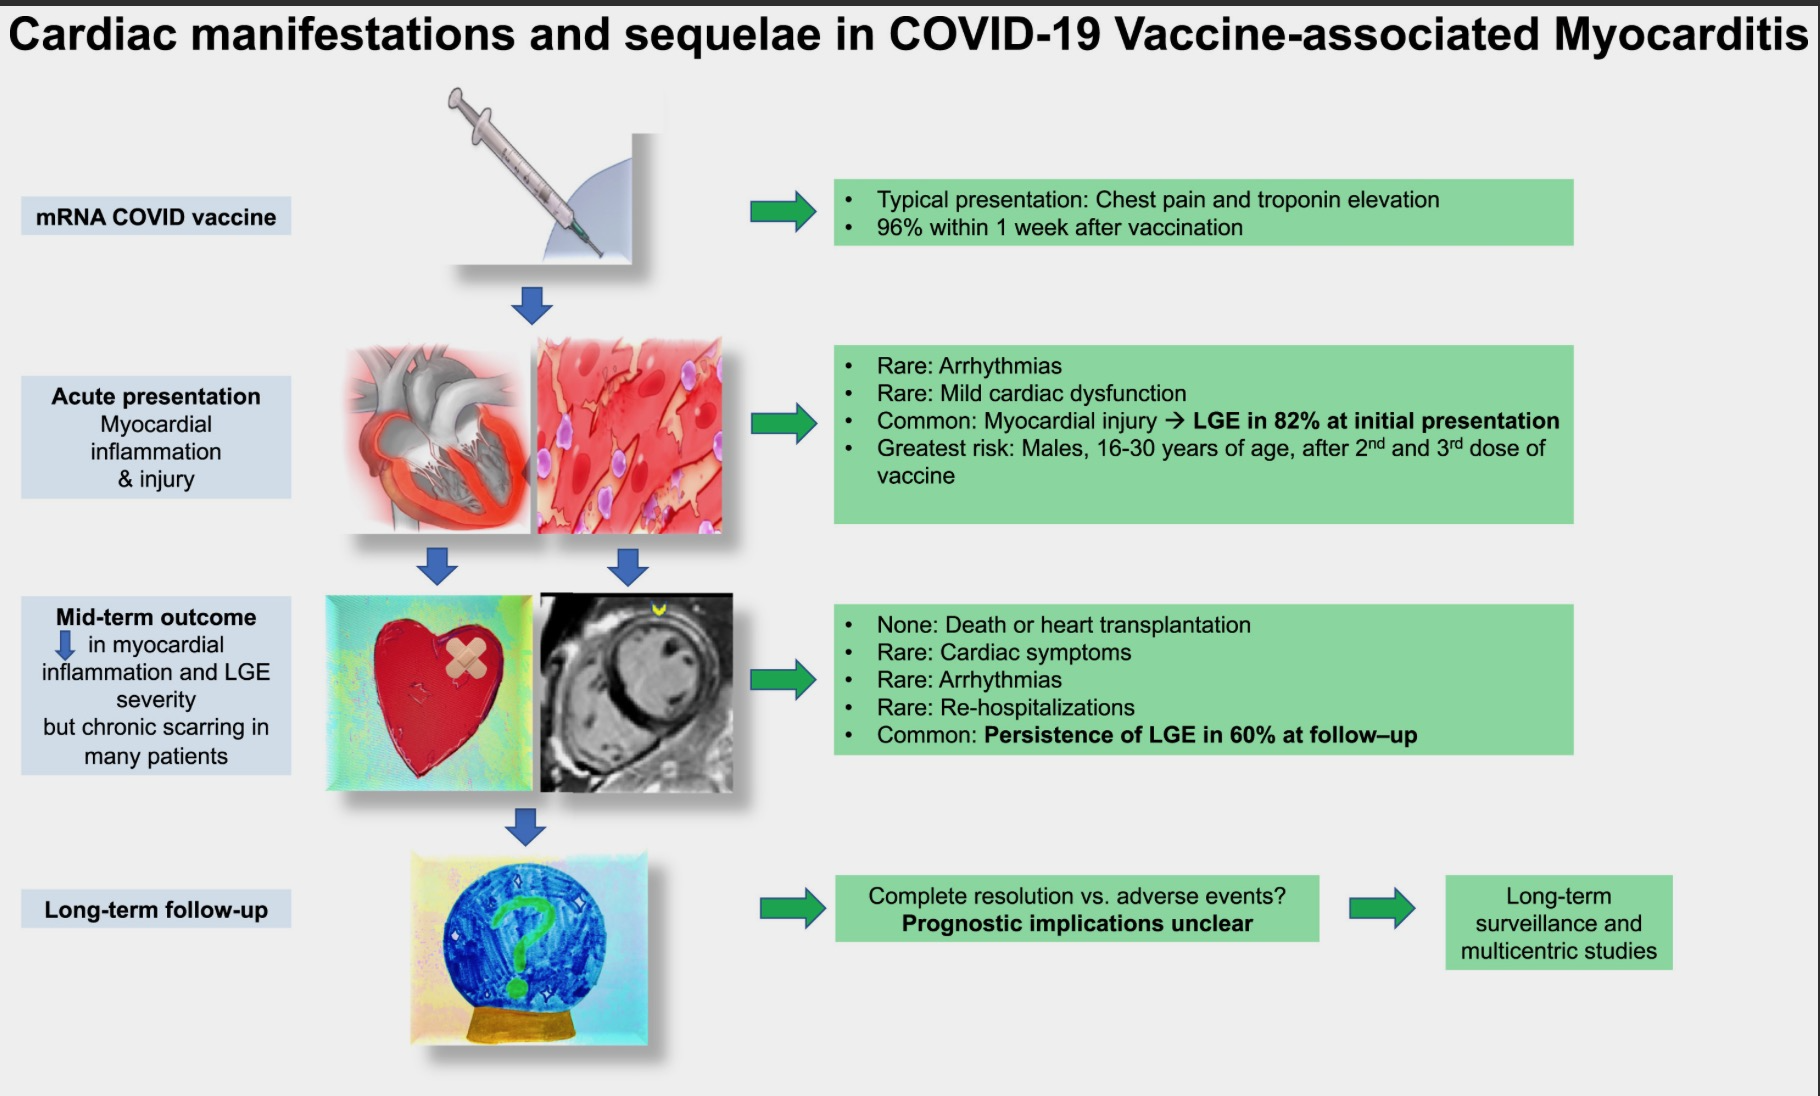 Cardiac manifestations and sequelae in COVID-19 Vaccine-associated Myocarditis
mRNA COVID vaccine
• Typical presentation: Chest pain and troponin elevation
• 96% within 1 week after vaccination
Acute presentation
Myocardial
inflammation
& injury
• Rare: Arrhythmias
• Rare: Mild cardiac dysfunction
• Common: Myocardial injury → LGE in 82% at initial presentation
• Greatest risk: Males, 16-30 years of age, after 2nd and 3rd dose of
vaccine
Mid-term outcome
in myocardial
inflammation and LGE
severity
but chronic scarring in
many patients
• None: Death or heart transplantation
• Rare: Cardiac symptoms
• Rare: Arrhythmias
• Rare: Re-hospitalizations
• Common: Persistence of LGE in 60% at follow–up
Long-term follow-up
?
Complete resolution vs. adverse events?
Prognostic implications unclear
Long-term
surveillance and
multicentric studies